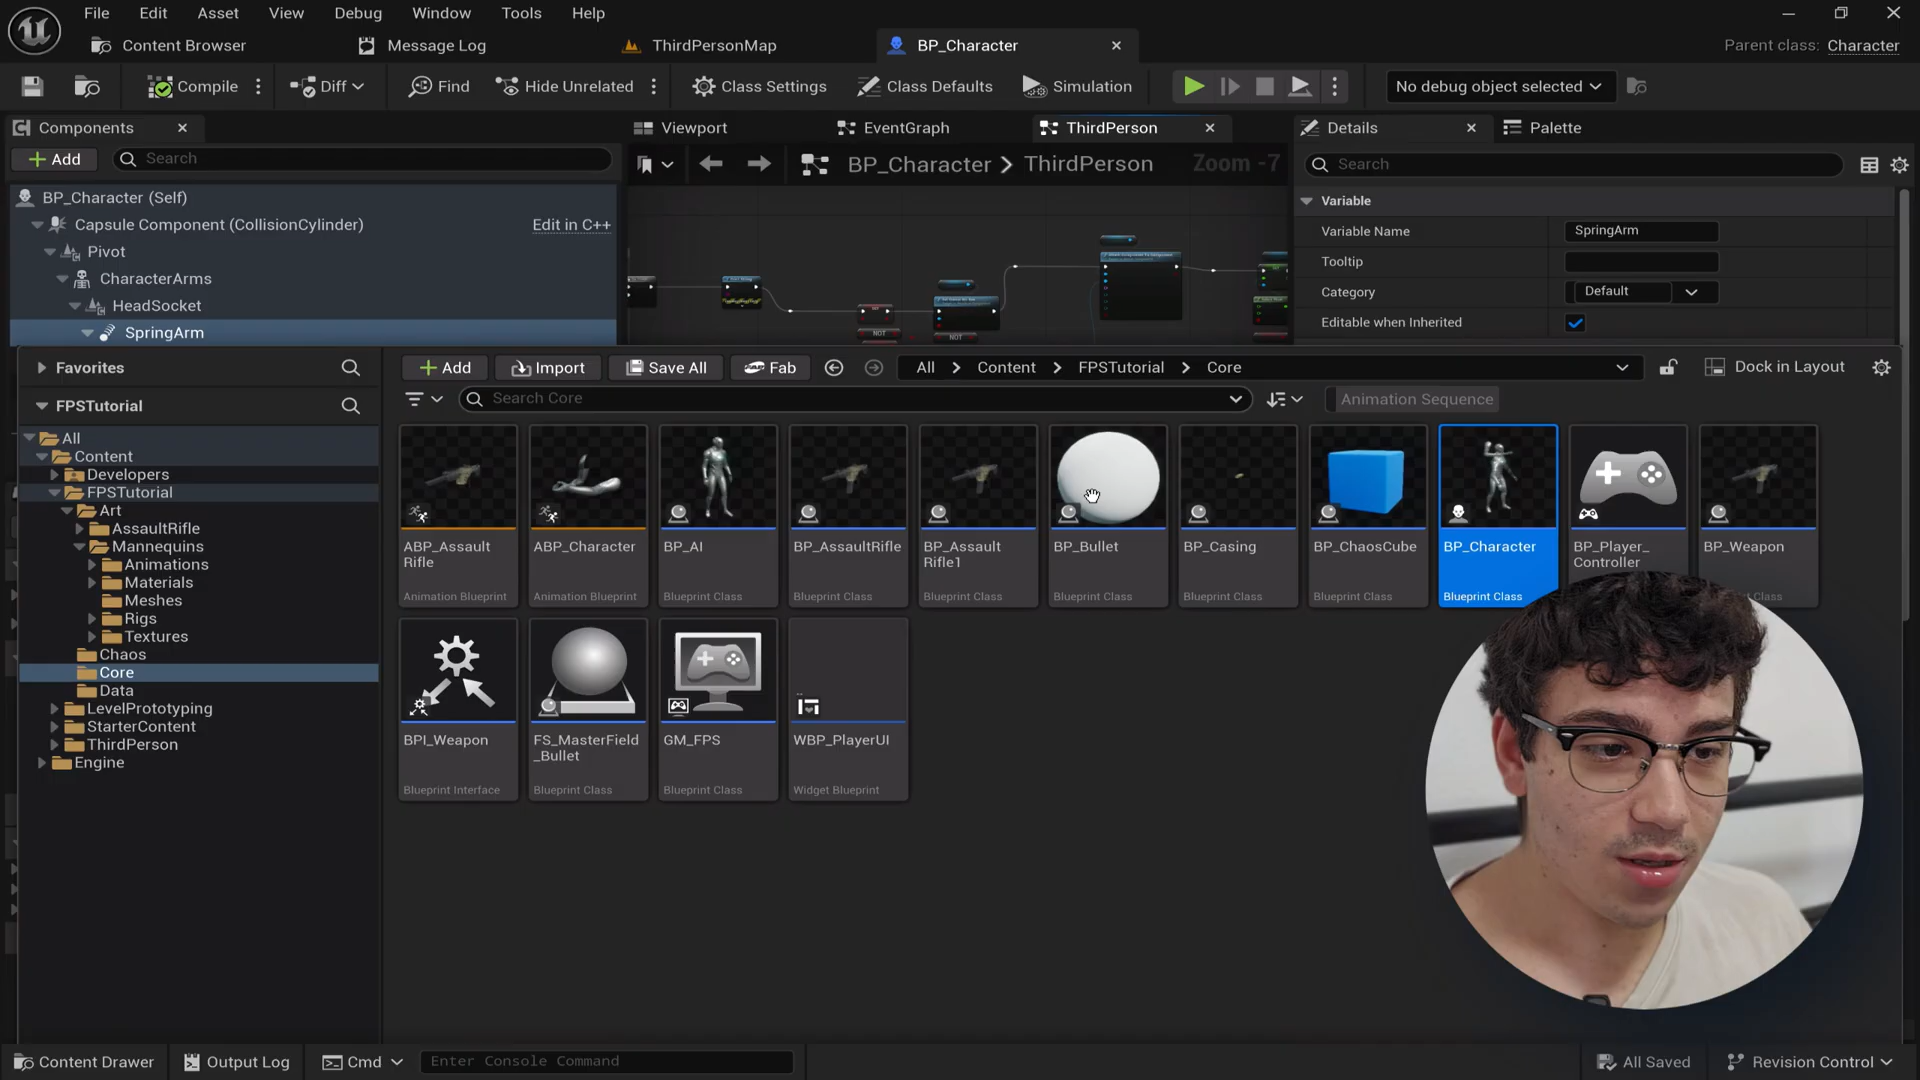 File Edit Asset View Debug Window Tools Help
Content Browser Message Log ThirdPersonMap BP_Character Parent class: Character
Compile Diff Find Hide Unrelated Class Settings Class Defaults Simulation No debug object selected
Components Viewport EventGraph ThirdPerson Details Palette
Add Search BP_Character ThirdPerson Zoom -7 Search
BP_Character (Self)
Capsule Component (CollisionCylinder) Edit in C++
Pivot
CharacterArms
HeadSocket
SpringArm
NOT
NOT
Variable
Variable Name SpringArm
Tooltip
Category Default
Editable when Inherited
Favorites
FPSTutorial
All
Content
Developers
FPSTutorial
Art
AssaultRifle
Mannequins
Animations
Materials
Meshes
Rigs
Textures
Chaos
Core
Data
LevelPrototyping
StarterContent
ThirdPerson
Engine
Add Import Save All Fab All Content FPSTutorial Core Dock in Layout
Search Core Animation Sequence
ABP_Assault
Rifle
Animation Blueprint
ABP_Character
Animation Blueprint
BP_AI
Blueprint Class
BP_AssaultRifle
Blueprint Class
BP_Assault
Rifle1
Blueprint Class
BP_Bullet
Blueprint Class
BP_Casing
Blueprint Class
BP_ChaosCube
Blueprint Class
BP_Character
Blueprint Class
BP_Player_
Controller
BP_Weapon
Class
BPI_Weapon
Blueprint Interface
FS_MasterField
_Bullet
Blueprint Class
GM_FPS
Blueprint Class
WBP_PlayerUI
Widget Blueprint
Content Drawer Output Log Cmd Enter Console Command All Saved Revision Control